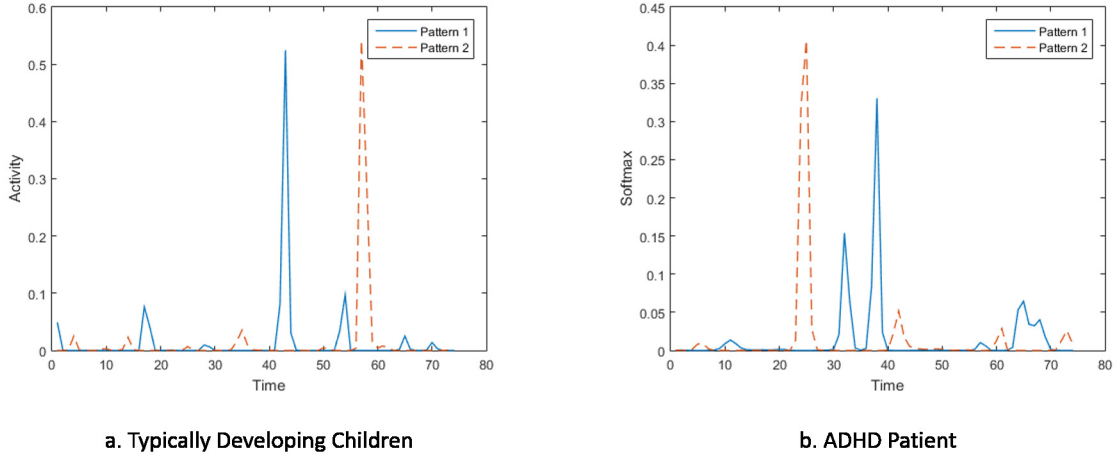 0.6
0.5
0.4
0.3
0.2
0.1
0
0 10 20 30 40 50 60 70 80
Activity
Time
Pattern 1
Pattern 2
a. Typically Developing Children
0.45
0.4
0.35
0.3
0.25
0.2
0.15
0.1
0.05
0
0 10 20 30 40 50 60 70 80
Softmax
Time
Pattern 1
Pattern 2
b. ADHD Patient